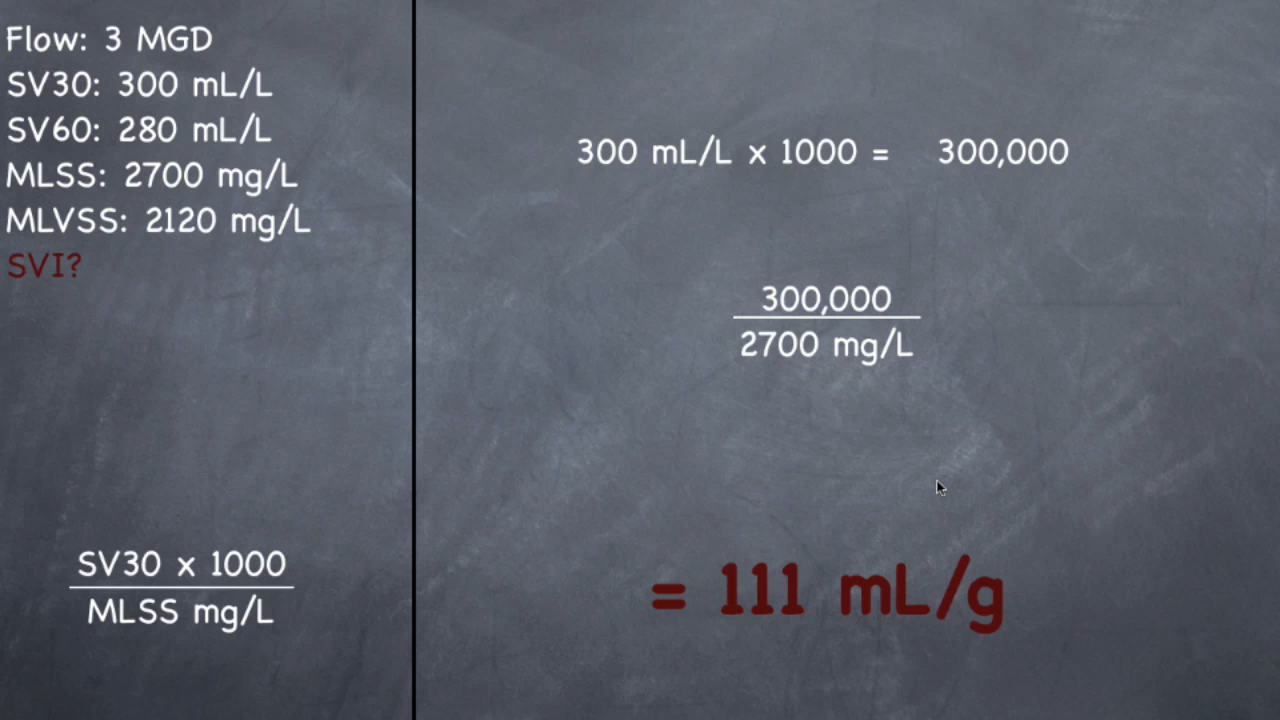 Flow: 3 MGD
SV30: 300 mL/L
SV60: 280 mL/L
MLSS: 2700 mg/L
MLVSS: 2120 mg/L
SVI?
SV30 x 1000
MLSS mg/L
300 mL/L x 1000 = 300,000
300,000
2700 mg/L
= 111 mL/g